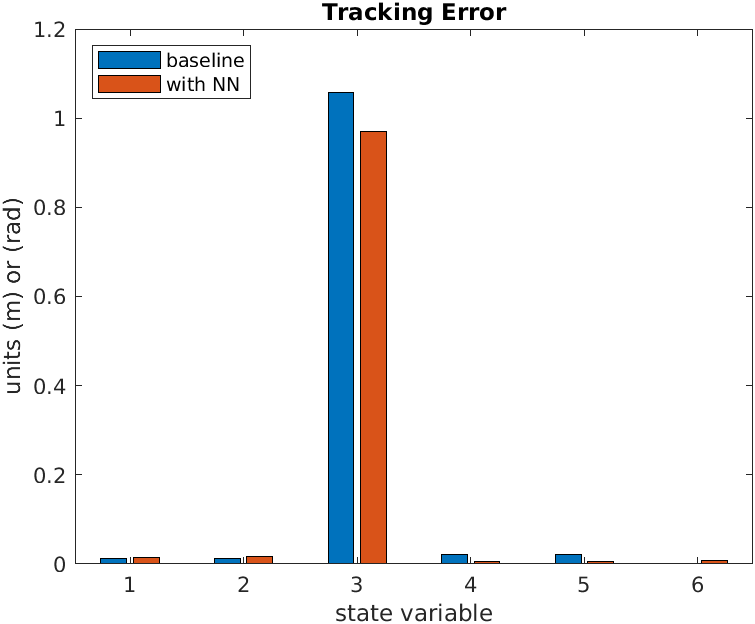 Tracking Error
baseline
with NN
units (m) or (rad)
1.2
1
0.8
0.6
0.4
0.2
0
1 2 3 4 5 6
state variable